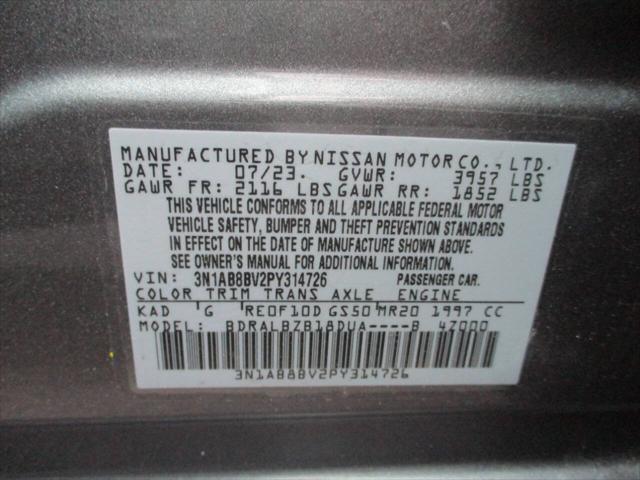 MANUFACTURED BY NISSAN MOTOR CO., LTD.
DATE: 07/23. GVWR: 3957 LBS
GAWR FR: 2116 LBS GAWR RR: 1852 LBS
THIS VEHICLE CONFORMS TO ALL APPLICABLE FEDERAL MOTOR
VEHICLE SAFETY, BUMPER AND THEFT PREVENTION STANDARDS
IN EFFECT ON THE DATE OF MANUFACTURE SHOWN ABOVE.
SEE OWNER'S MANUAL FOR ADDITIONAL INFORMATION.
VIN: 3N1AB8BV2PY314726 PASSENGER CAR.
COLOR TRIM TRANS AXLE ENGINE
KAD G RE0F10D GS50 MR20 1997 CC
MODEL: BDRALBZB18DUA----B 4Z000
3N1AB8BV2PY314726